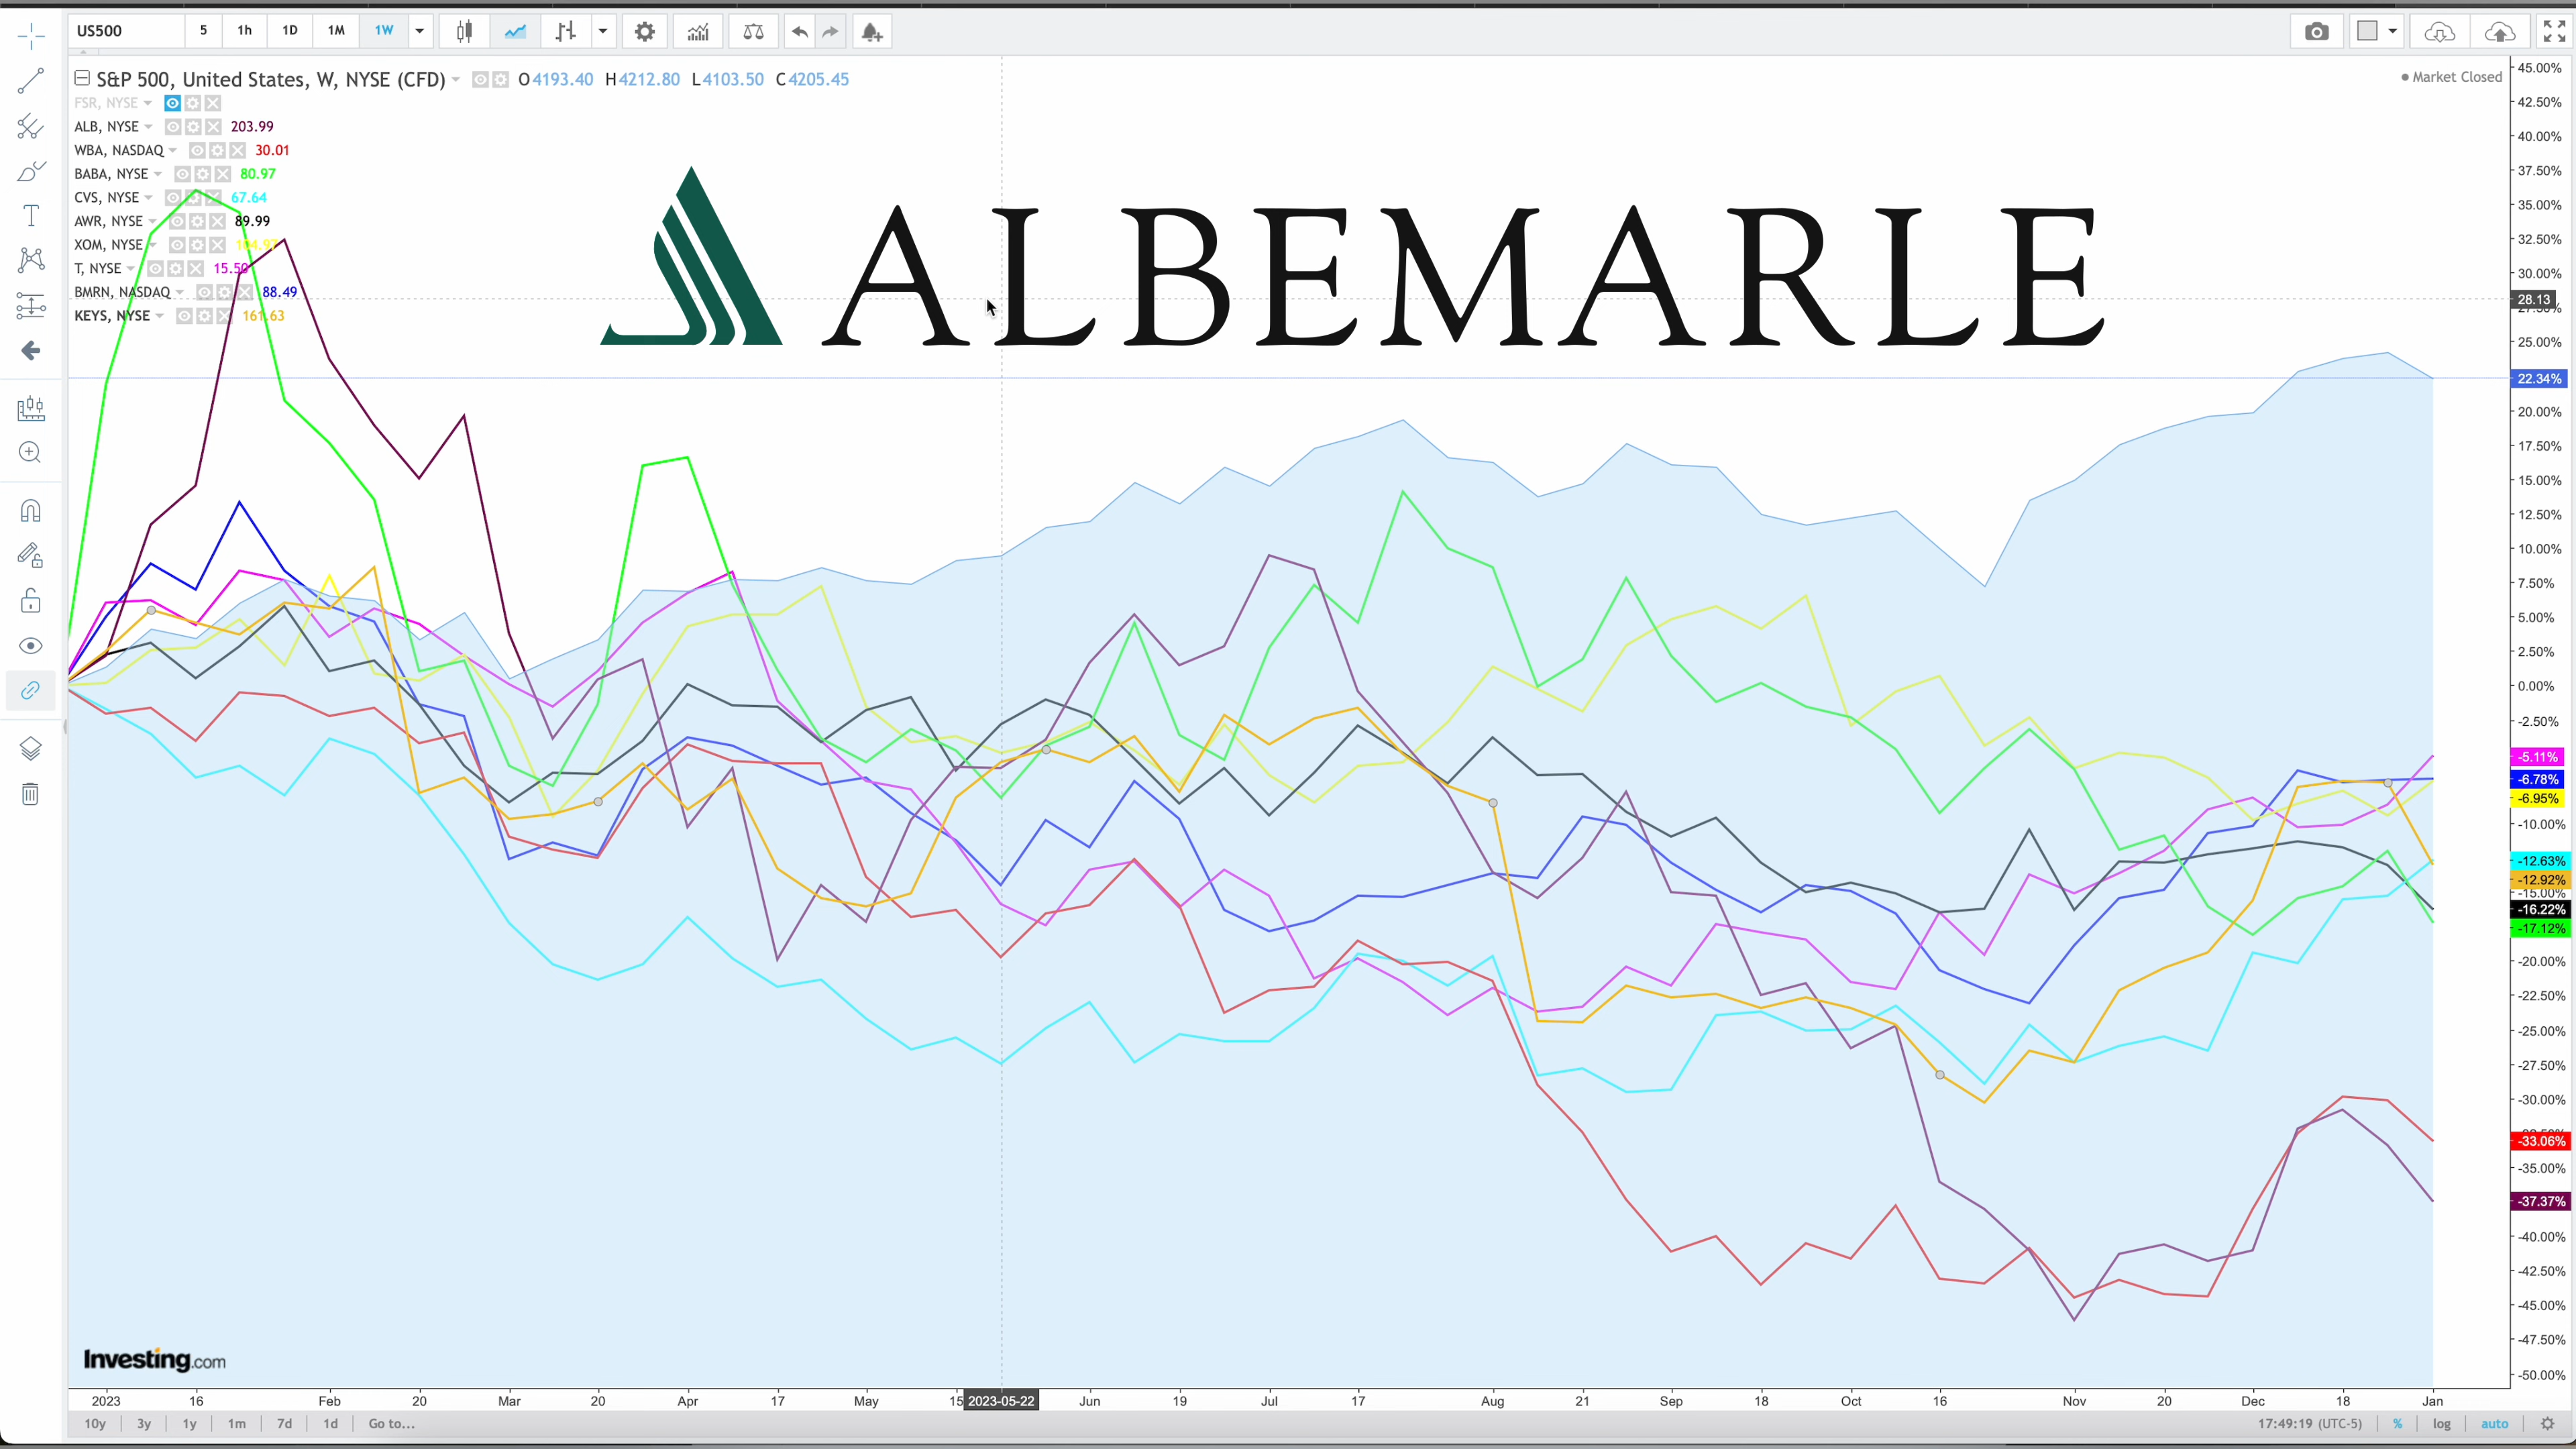 US500 5 1h 1D 1M 1W
S&P 500, United States, W, NYSE (CFD) O4193.40 H4212.80 L4103.50 C4205.45
Market Closed
FSR, NYSE
ALB, NYSE 203.99
WBA, NASDAQ 30.01
BABA, NYSE 80.97
CVS, NYSE 67.64
AWR, NYSE 89.99
XOM, NYSE 104.97
T, NYSE 15.50
BMRN, NASDAQ 88.49
KEYS, NYSE 161.63
ALBEMARLE
45.00%
42.50%
40.00%
37.50%
35.00%
32.50%
30.00%
28.13
25.00%
22.34%
20.00%
17.50%
15.00%
12.50%
10.00%
7.50%
5.00%
2.50%
0.00%
-2.50%
-5.11%
-6.78%
-6.95%
-10.00%
-12.63%
-12.92%
-15.00%
-16.22%
-17.12%
-20.00%
-22.50%
-25.00%
-27.50%
-30.00%
-33.06%
-35.00%
-37.37%
-40.00%
-42.50%
-45.00%
-47.50%
-50.00%
Investing.com
2023 16 Feb 20 Mar 20 Apr 17 May 15 2023-05-22 Jun 19 Jul 17 Aug 21 Sep 18 Oct 16 Nov 20 Dec 18 Jan
10y 3y 1y 1m 7d 1d Go to... 17:49:19 (UTC-5) % log auto